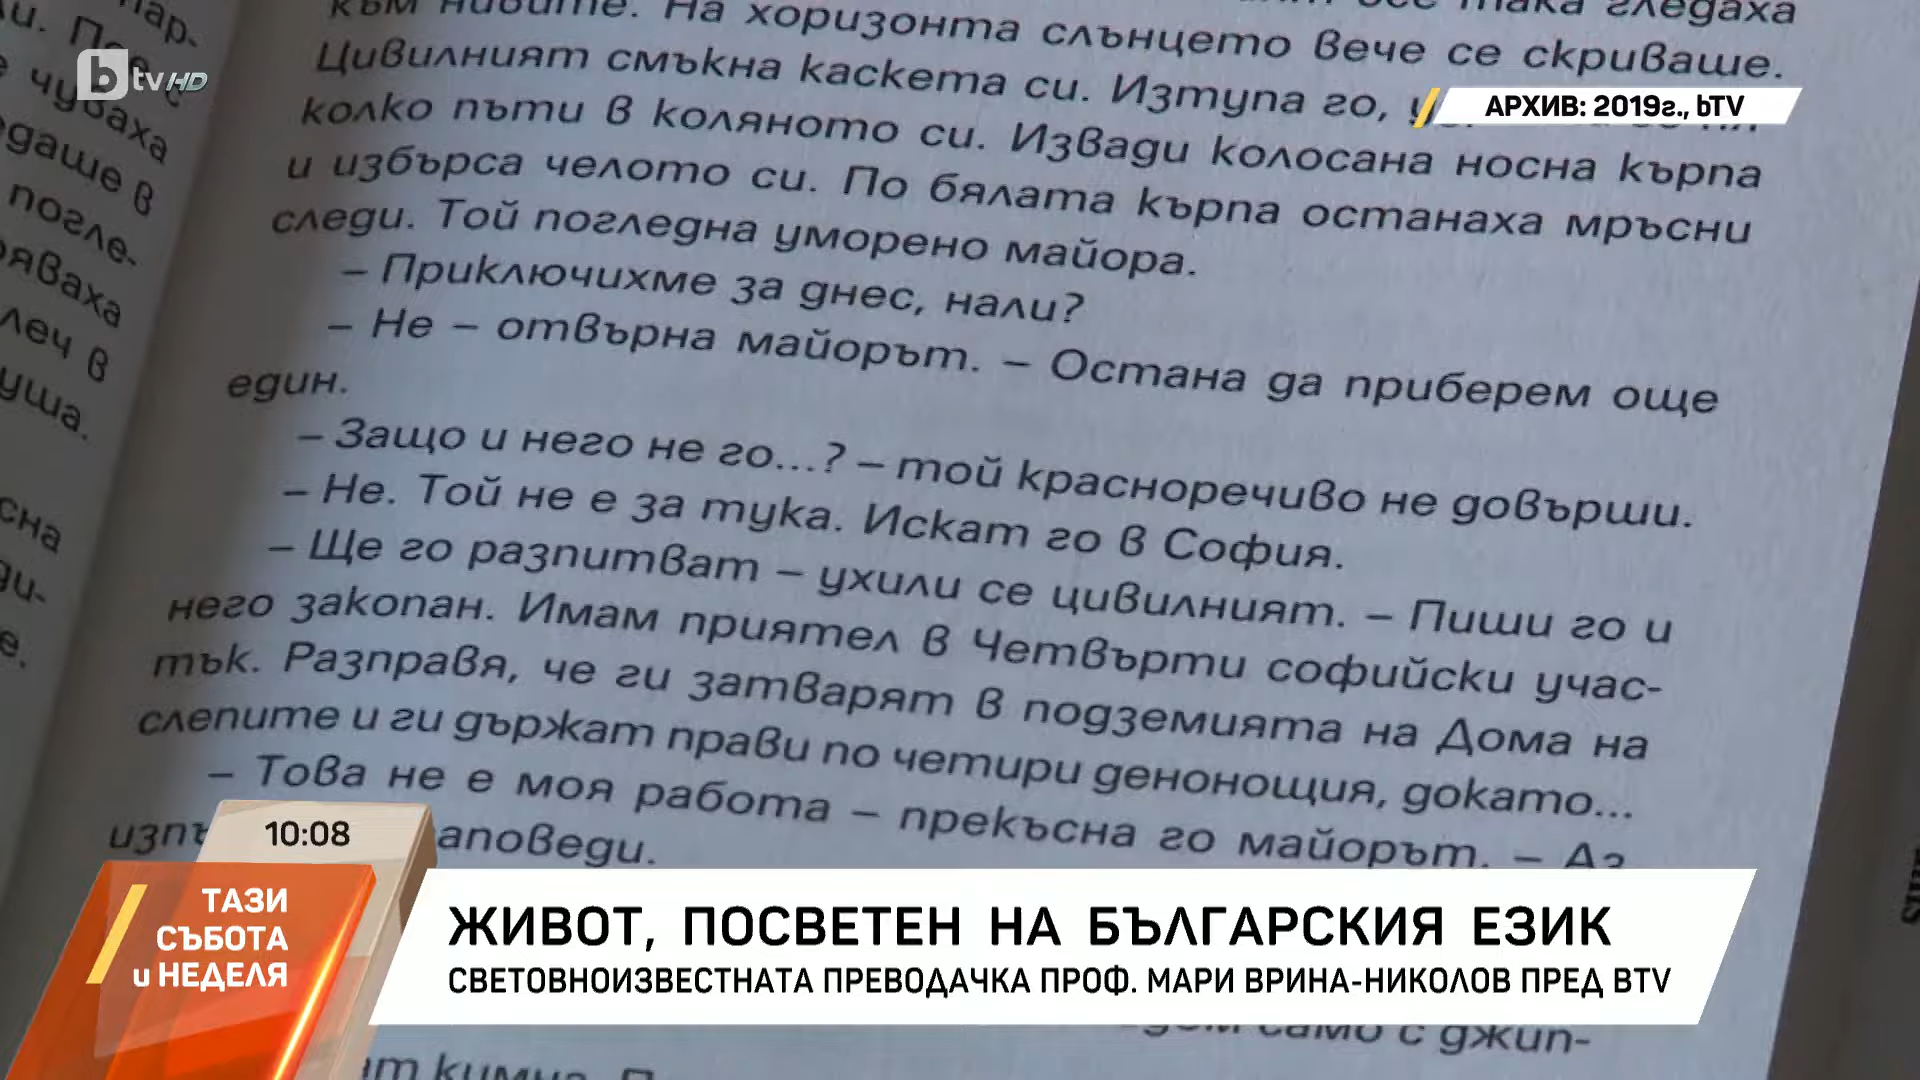 btv HD
АРХИВ: 2019г., bTV
към нивите. На хоризонта слънцето вече се скриваше.
гледаха
Цивилният смъкна каскета си. Изтупа го,
колко пъти в коляното си. Извади колосана носна кърпа
и избърса челото си. По бялата кърпа останаха мръсни
следи. Той погледна уморено майора.
– Приключихме за днес, нали?
– Не – отвърна майорът. – Остана да приберем още
един.
– Защо и него не го...? – той красноречиво не довърши.
– Не. Той не е за тука. Искат го в София.
– Ще го разпитват – ухили се цивилният. – Пиши го и
него закопан. Имам приятел в Четвърти софийски учас-
тък. Разправя, че ги затварят в подземията на Дома на
слепите и ги държат прави по четири денонощия, докато...
– Това не е моя работа – прекъсна го майорът. – Аз
чуваха
в
погле-
леч в
10:08
ТАЗИ
СЪБОТА
и НЕДЕЛЯ
ЖИВОТ, ПОСВЕТЕН НА БЪЛГАРСКИЯ ЕЗИК
СВЕТОВНОИЗВЕСТНАТА ПРЕВОДАЧКА ПРОФ. МАРИ ВРИНА-НИКОЛОВ ПРЕД BTV
само с джип-